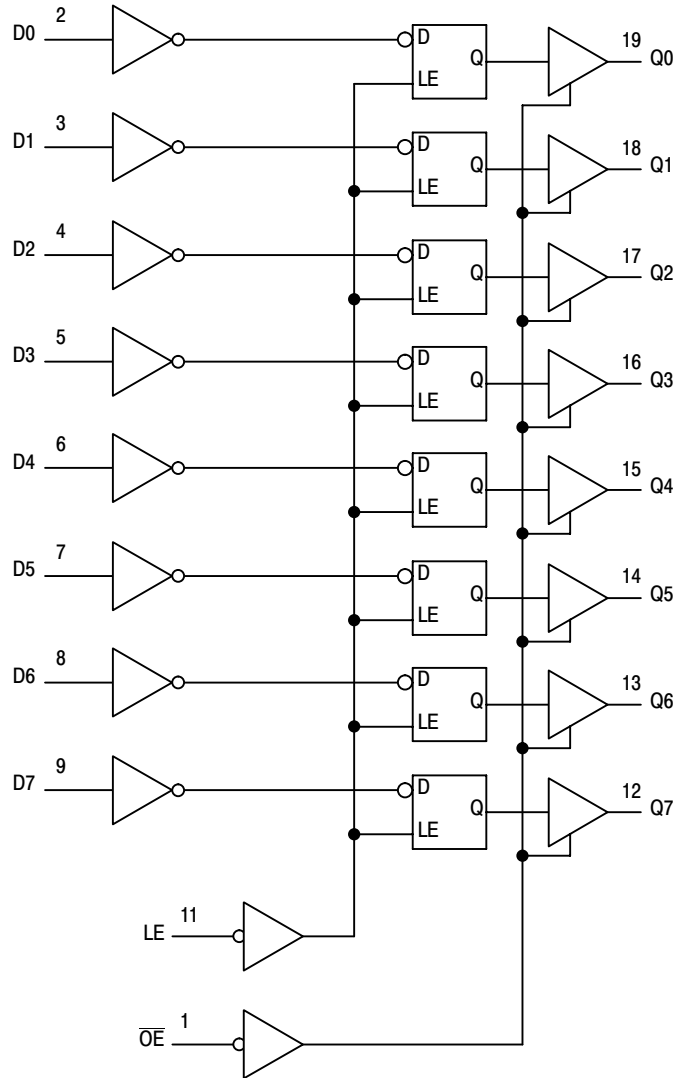 D0 2 D Q LE 19 Q0
D1 3 D Q LE 18 Q1
D2 4 D Q LE 17 Q2
D3 5 D Q LE 16 Q3
D4 6 D Q LE 15 Q4
D5 7 D Q LE 14 Q5
D6 8 D Q LE 13 Q6
D7 9 D Q LE 12 Q7
LE 11
O̅E̅ 1